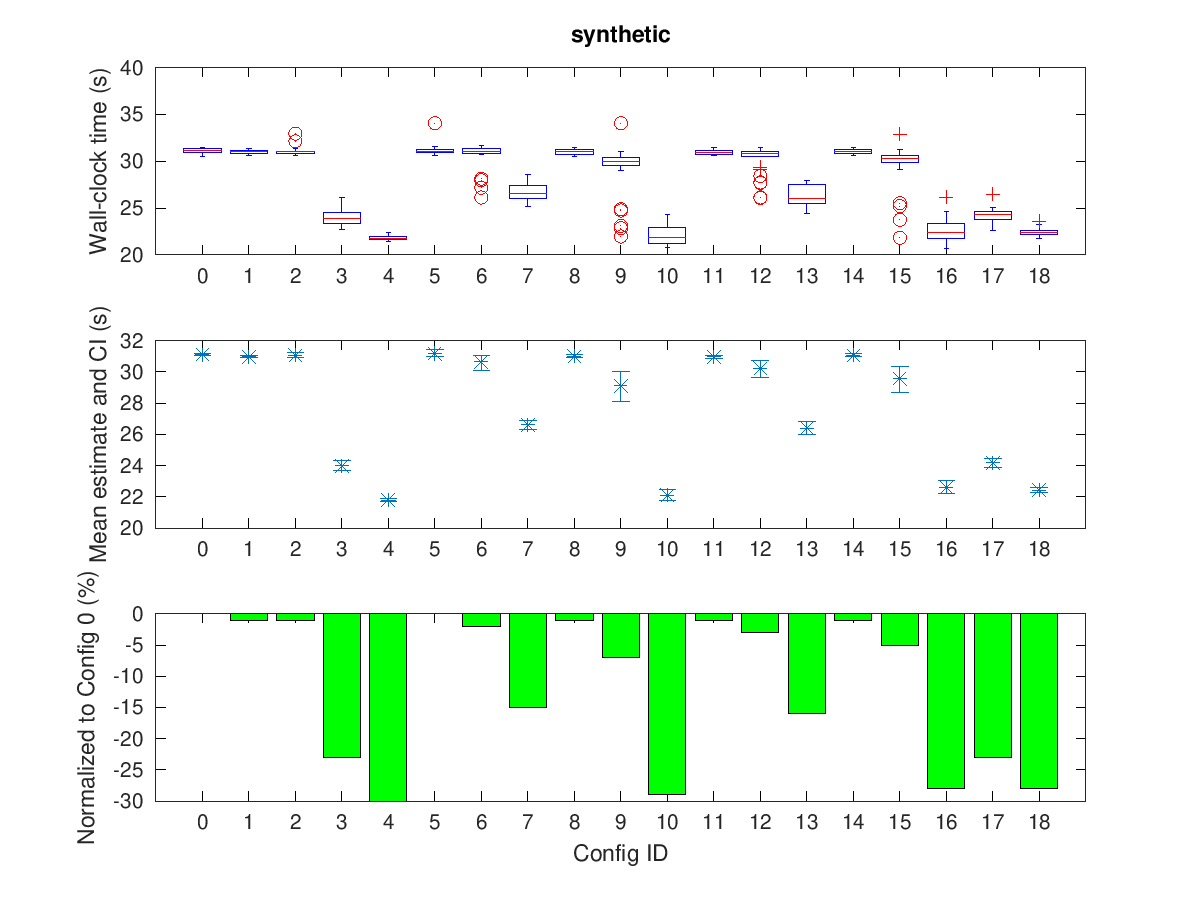 synthetic
Wall-clock time (s)
40
35
30
25
20
0 1 2 3 4 5 6 7 8 9 10 11 12 13 14 15 16 17 18
Mean estimate and CI (s)
32
30
28
26
24
22
20
0 1 2 3 4 5 6 7 8 9 10 11 12 13 14 15 16 17 18
Normalized to Config 0 (%)
0
-5
-10
-15
-20
-25
-30
0 1 2 3 4 5 6 7 8 9 10 11 12 13 14 15 16 17 18
Config ID